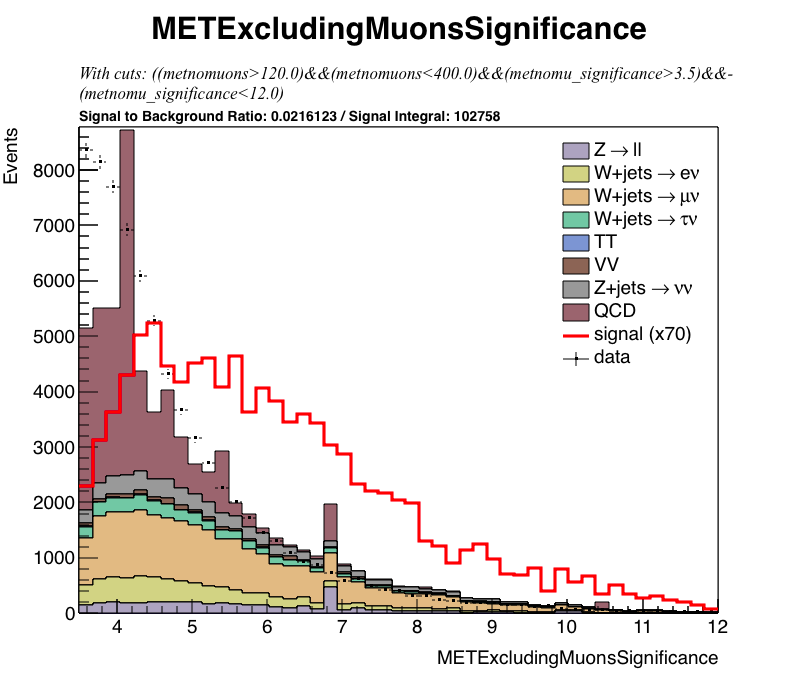 METExcludingMuonsSignificance
With cuts: ((metnomuons>120.0)&&(metnomuons<400.0)&&(metnomu_significance>3.5)&&-
(metnomu_significance<12.0)
Signal to Background Ratio: 0.0216123 / Signal Integral: 102758
Events
8000
7000
6000
5000
4000
3000
2000
1000
0
Z → ll
W+jets → eν
W+jets → μν
W+jets → τν
TT
VV
Z+jets → νν
QCD
signal (x70)
data
4 5 6 7 8 9 10 11 12
METExcludingMuonsSignificance